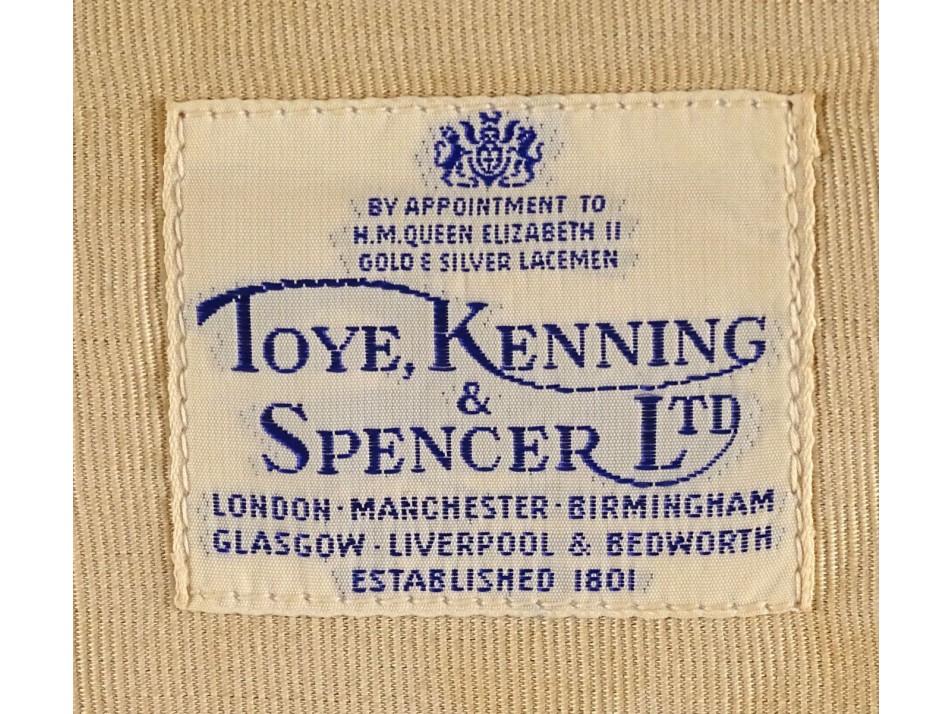 BY APPOINTMENT TO
H.M.QUEEN ELIZABETH II
GOLD & SILVER LACEMEN
TOYE, KENNING
&
SPENCER LTD
LONDON · MANCHESTER · BIRMINGHAM
GLASGOW · LIVERPOOL & BEDWORTH
ESTABLISHED 1801